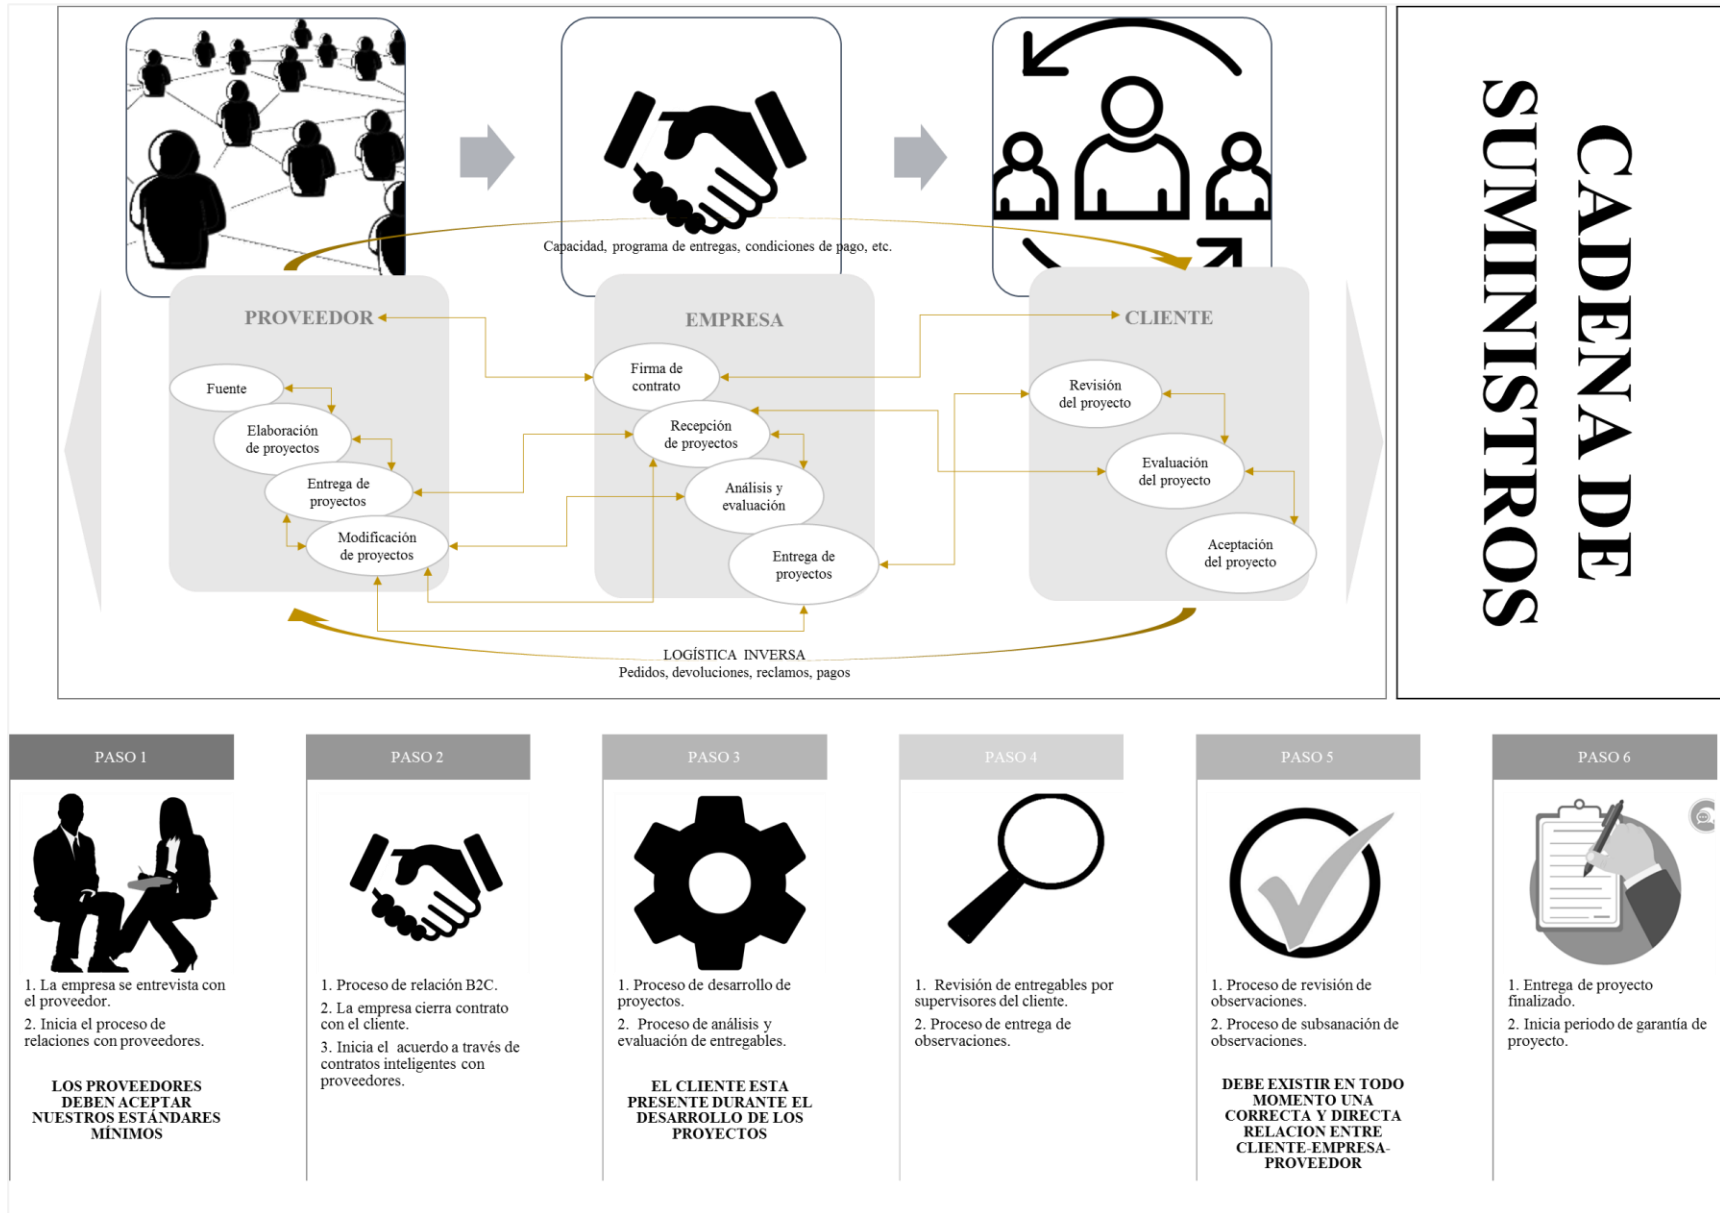 CADENA DE
SUMINISTROS
Capacidad, programa de entregas, condiciones de pago, etc.
PROVEEDOR
Fuente
Elaboración
de proyectos
Entrega de
proyectos
Modificación
de proyectos
EMPRESA
Firma de
contrato
Recepción
de proyectos
Análisis y
evaluación
Entrega de
proyectos
CLIENTE
Revisión
del proyecto
Evaluación
del proyecto
Aceptación
del proyecto
LOGÍSTICA INVERSA
Pedidos, devoluciones, reclamos, pagos
PASO 1
1. La empresa se entrevista con
el proveedor.
2. Inicia el proceso de
relaciones con proveedores.
LOS PROVEEDORES
DEBEN ACEPTAR
NUESTROS ESTÁNDARES
MÍNIMOS
PASO 2
1. Proceso de relación B2C.
2. La empresa cierra contrato
con el cliente.
3. Inicia el acuerdo a través de
contratos inteligentes con
proveedores.
PASO 3
1. Proceso de desarrollo de
proyectos.
2. Proceso de análisis y
evaluación de entregables.
EL CLIENTE ESTA
PRESENTE DURANTE EL
DESARROLLO DE LOS
PROYECTOS
PASO 4
1. Revisión de entregables por
supervisores del cliente.
2. Proceso de entrega de
observaciones.
PASO 5
1. Proceso de revisión de
observaciones.
2. Proceso de subsanación de
observaciones.
DEBE EXISTIR EN TODO
MOMENTO UNA
CORRECTA Y DIRECTA
RELACION ENTRE
CLIENTE-EMPRESA-
PROVEEDOR
PASO 6
1. Entrega de proyecto
finalizado.
2. Inicia periodo de garantía de
proyecto.